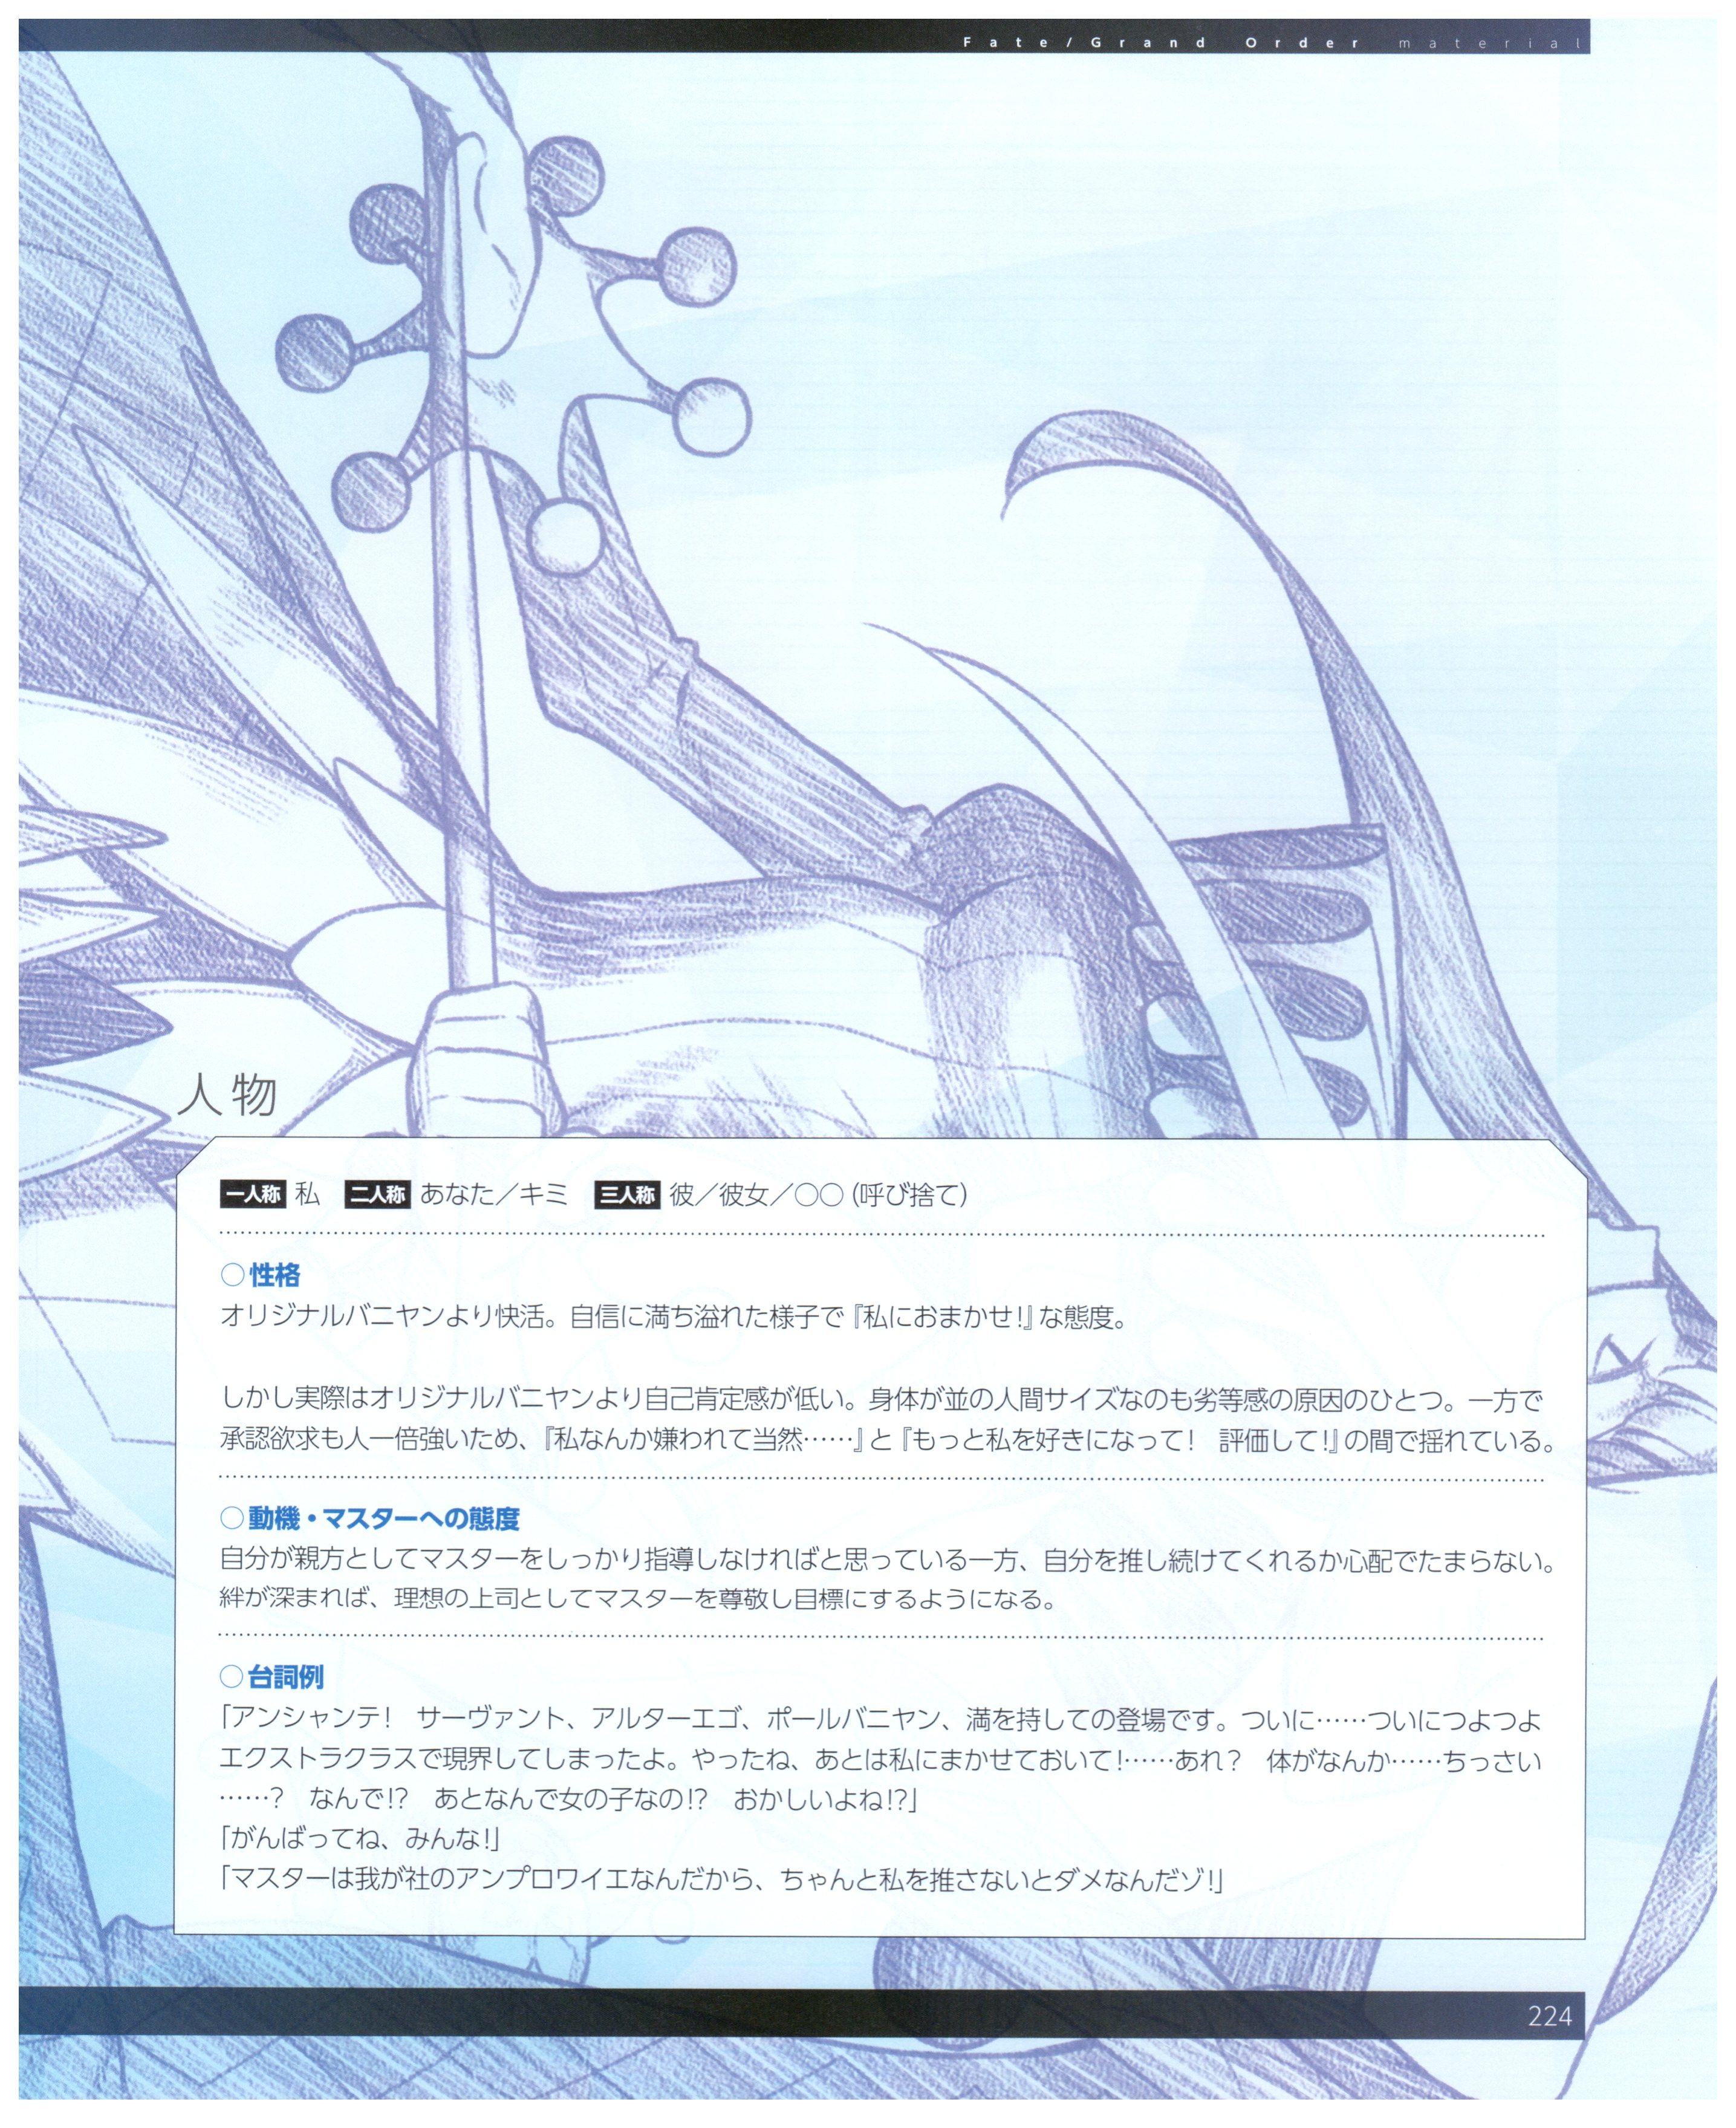 Fate/Grand Order material
人物
一人称 私 二人称 あなた／キミ 三人称 彼／彼女／○○（呼び捨て）
○性格
オリジナルバニヤンより快活。自信に満ち溢れた様子で『私におまかせ!』な態度。
しかし実際はオリジナルバニヤンより自己肯定感が低い。身体が並の人間サイズなのも劣等感の原因のひとつ。一方で
承認欲求も人一倍強いため、『私なんか嫌われて当然……』と『もっと私を好きになって！　評価して!』の間で揺れている。
○動機・マスターへの態度
自分が親方としてマスターをしっかり指導しなければと思っている一方、自分を推し続けてくれるか心配でたまらない。
絆が深まれば、理想の上司としてマスターを尊敬し目標にするようになる。
○台詞例
「アンシャンテ！　サーヴァント、アルターエゴ、ポールバニヤン、満を持しての登場です。ついに……ついにつよつよ
エクストラクラスで現界してしまったよ。やったね、あとは私にまかせておいて!……あれ？　体がなんか……ちっさい
……？　なんで!?　あとなんで女の子なの!?　おかしいよね!?」
「がんばってね、みんな!」
「マスターは我が社のアンプロワイエなんだから、ちゃんと私を推さないとダメなんだゾ!」
224